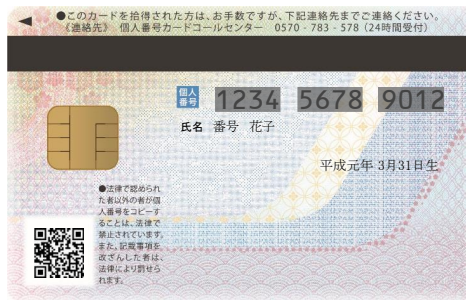 ●このカードを拾得された方は、お手数ですが、下記連絡先までご連絡ください。
《連絡先》 個人番号カードコールセンター 0570-783-578 (24時間受付)
個人番号 1234 5678 9012
氏名 番号 花子
平成元年 3月31日生
●法律で認められ
た者以外の者が個
人番号をコピーす
ることは、法律で
禁止されています。
また、記載事項を
改ざんした者は、
法律により罰せら
れます。